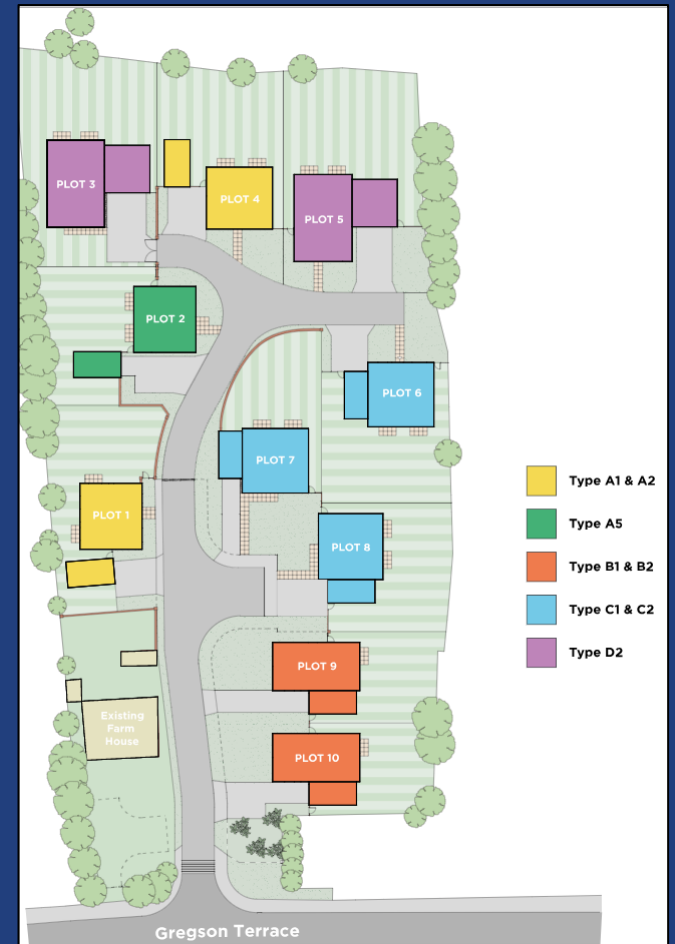 PLOT 3
PLOT 4
PLOT 5
PLOT 2
PLOT 6
PLOT 7
PLOT 1
PLOT 8
PLOT 9
Existing
Farm
House
PLOT 10
Gregson Terrace
Type A1 & A2
Type A5
Type B1 & B2
Type C1 & C2
Type D2